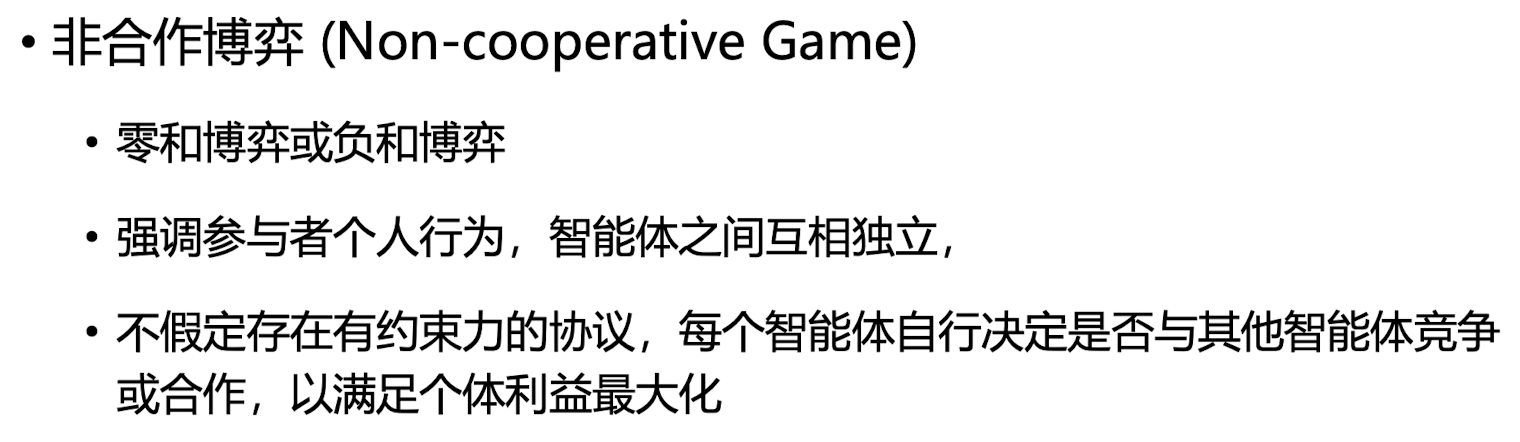 • 非合作博弈 (Non-cooperative Game)
• 零和博弈或负和博弈
• 强调参与者个人行为，智能体之间互相独立，
• 不假定存在有约束力的协议，每个智能体自行决定是否与其他智能体竞争
或合作，以满足个体利益最大化